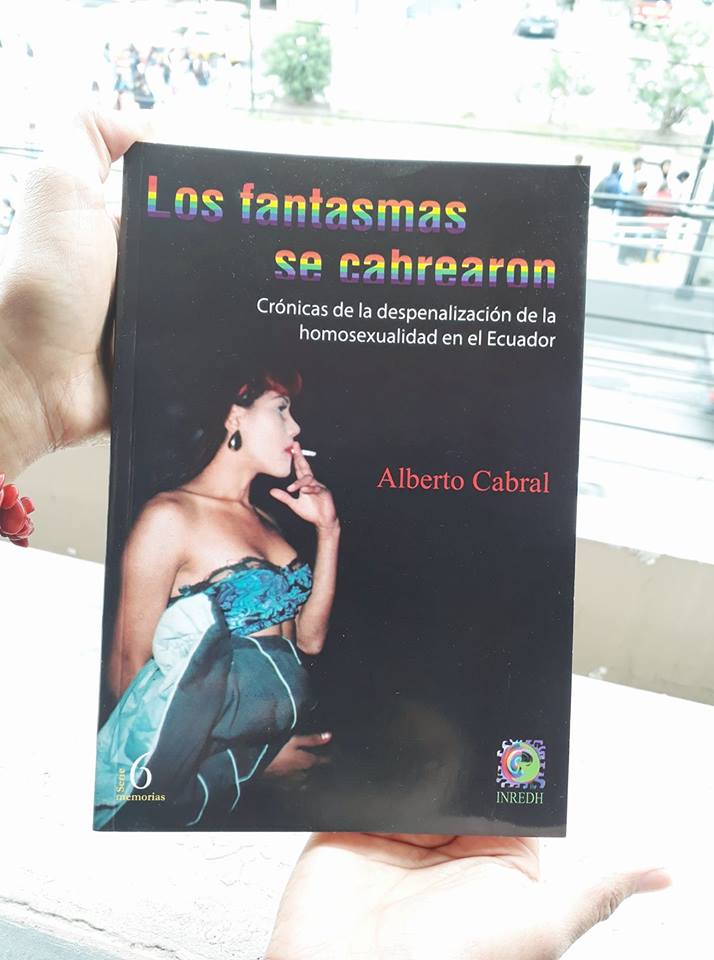 Los fantasmas
se cabrearon
Crónicas de la despenalización de la
homosexualidad en el Ecuador
Alberto Cabral
Serie 6
memorias
INREDH